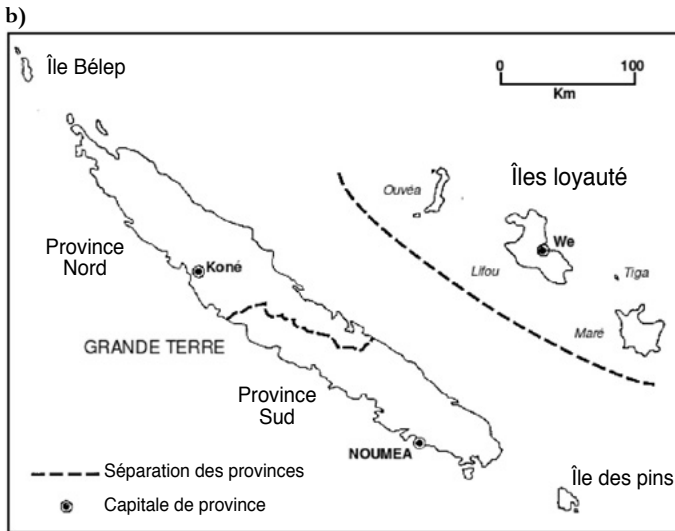 b)
Île Bélep
0 100
Km
Îles loyauté
Ouvéa
We
Province
Nord
Koné
Lifou
Tiga
Maré
GRANDE TERRE
Province
Sud
NOUMEA
Séparation des provinces
Île des pins
Capitale de province